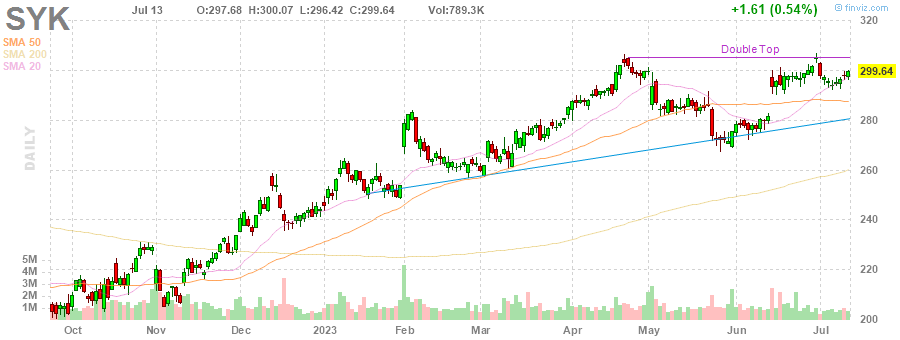 SYK Jul 13 O:297.68 H:300.07 L:296.42 C:299.64 Vol:789.3K +1.61 (0.54%) © finviz.com
SMA 50
SMA 200
SMA 20
Double Top
DAILY
320
299.64
280
260
240
220
200
5M
4M
3M
2M
1M
Oct Nov Dec 2023 Feb Mar Apr May Jun Jul